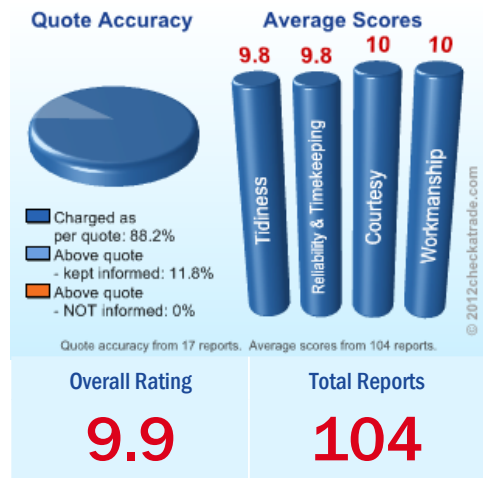 Quote Accuracy
Charged as
per quote: 88.2%
Above quote
- kept informed: 11.8%
Above quote
- NOT informed: 0%
Average Scores
9.8
9.8
10
10
Tidiness
Reliability & Timekeeping
Courtesy
Workmanship
© 2012checkatrade.com
Quote accuracy from 17 reports. Average scores from 104 reports.
Overall Rating
9.9
Total Reports
104